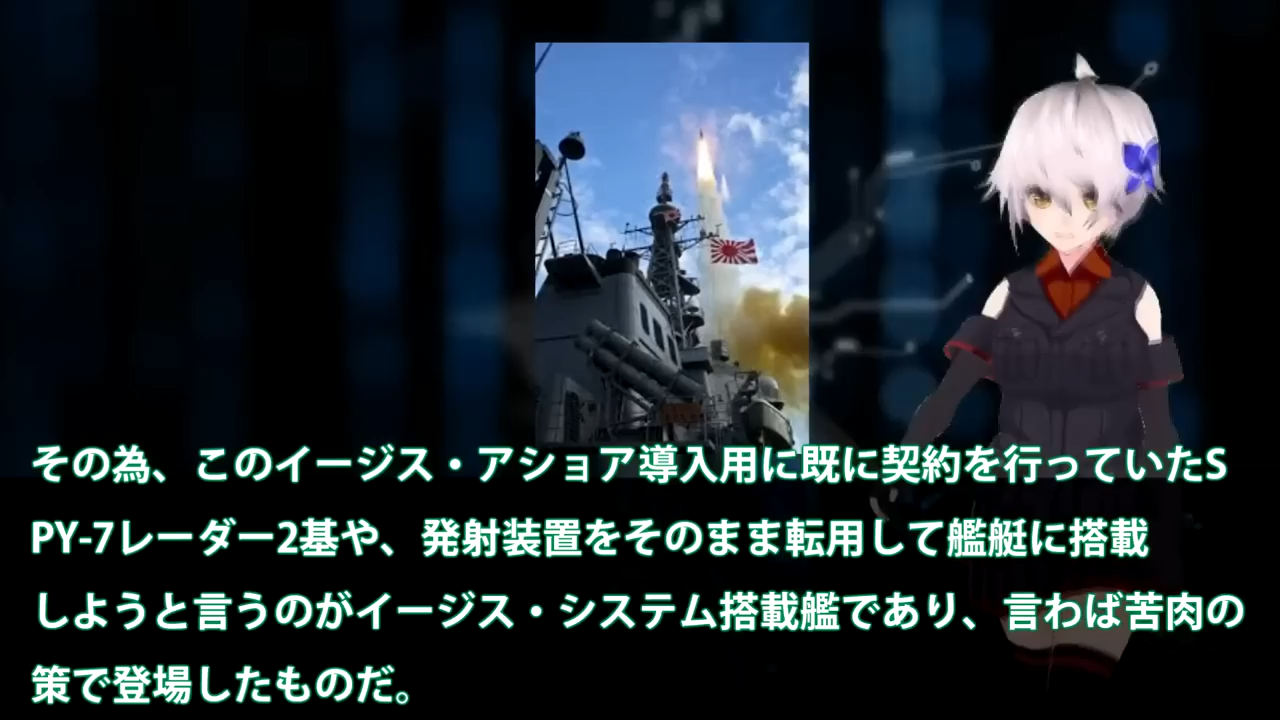 その為、このイージス・アショア導入用に既に契約を行っていたS
PY-7レーダー2基や、発射装置をそのまま転用して艦艇に搭載
しようと言うのがイージス・システム搭載艦であり、言わば苦肉の
策で登場したものだ。